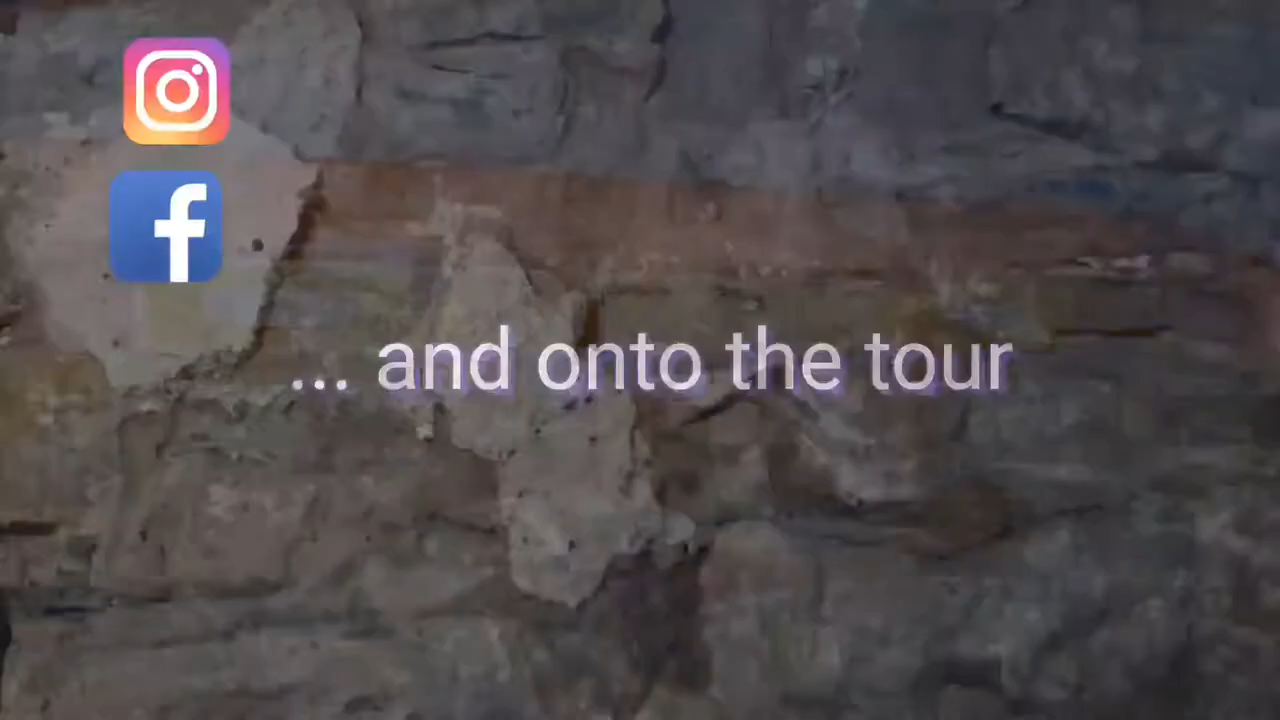 ... and onto the tour